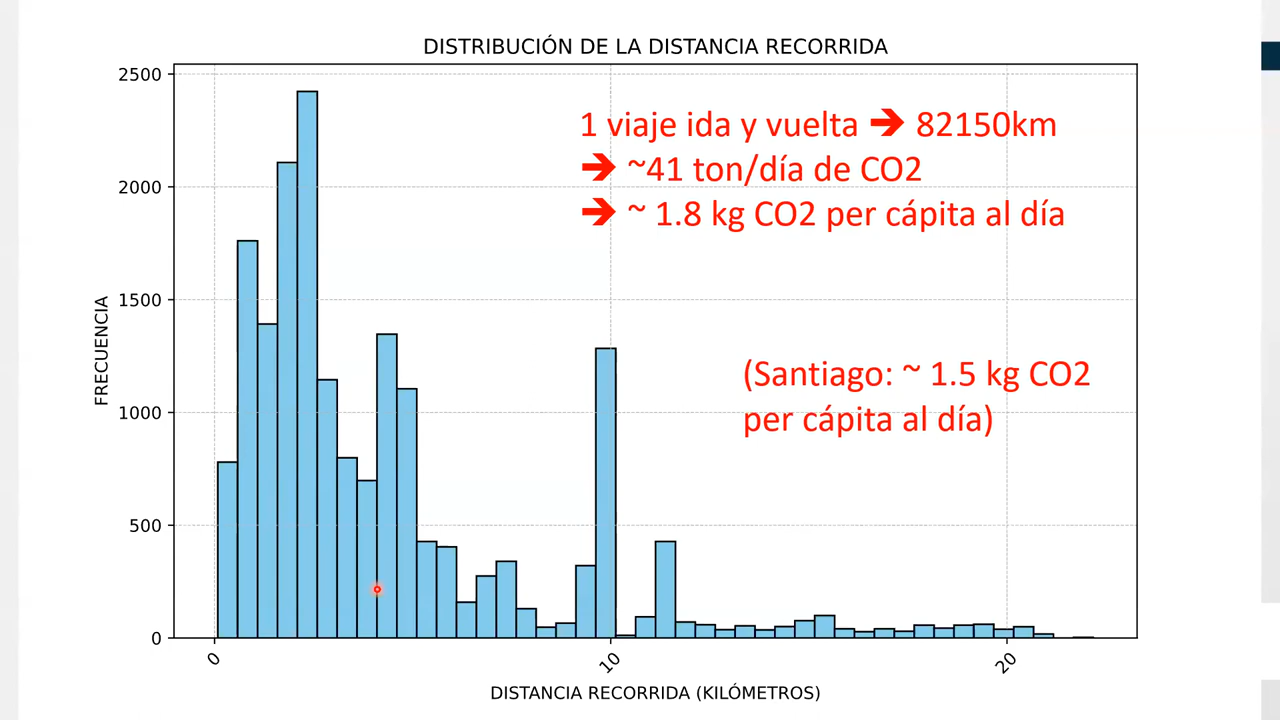 DISTRIBUCIÓN DE LA DISTANCIA RECORRIDA
2500
2000
1500
1000
500
0
FRECUENCIA
1 viaje ida y vuelta ➔ 82150km
➔ ~41 ton/día de CO2
➔ ~ 1.8 kg CO2 per cápita al día
(Santiago: ~ 1.5 kg CO2
per cápita al día)
0
10
20
DISTANCIA RECORRIDA (KILÓMETROS)